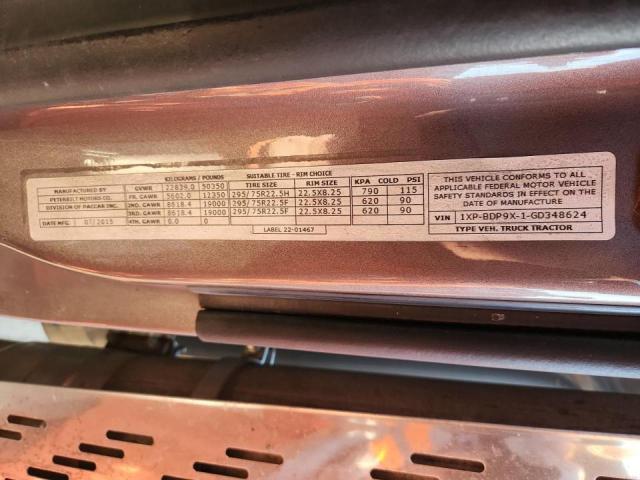 KILOGRAMS / POUNDS SUITABLE TIRE - RIM CHOICE
MANUFACTURED BY GVWR 22839.0 50350 TIRE SIZE RIM SIZE KPA COLD PSI
PETERBILT MOTORS CO. FR. GAWR 5602.0 12350 295/75R22.5H 22.5X8.25 790 115
DIVISION OF PACCAR INC. 2ND. GAWR 8618.4 19000 295/75R22.5F 22.5X8.25 620 90
3RD. GAWR 8618.4 19000 295/75R22.5F 22.5X8.25 620 90
DATE MFG. 07/2015 4TH. GAWR 0.0 0
LABEL 22-01467
THIS VEHICLE CONFORMS TO ALL
APPLICABLE FEDERAL MOTOR VEHICLE
SAFETY STANDARDS IN EFFECT ON THE
DATE OF MANUFACTURE
VIN 1XP-BDP9X-1-GD348624
TYPE VEH. TRUCK TRACTOR